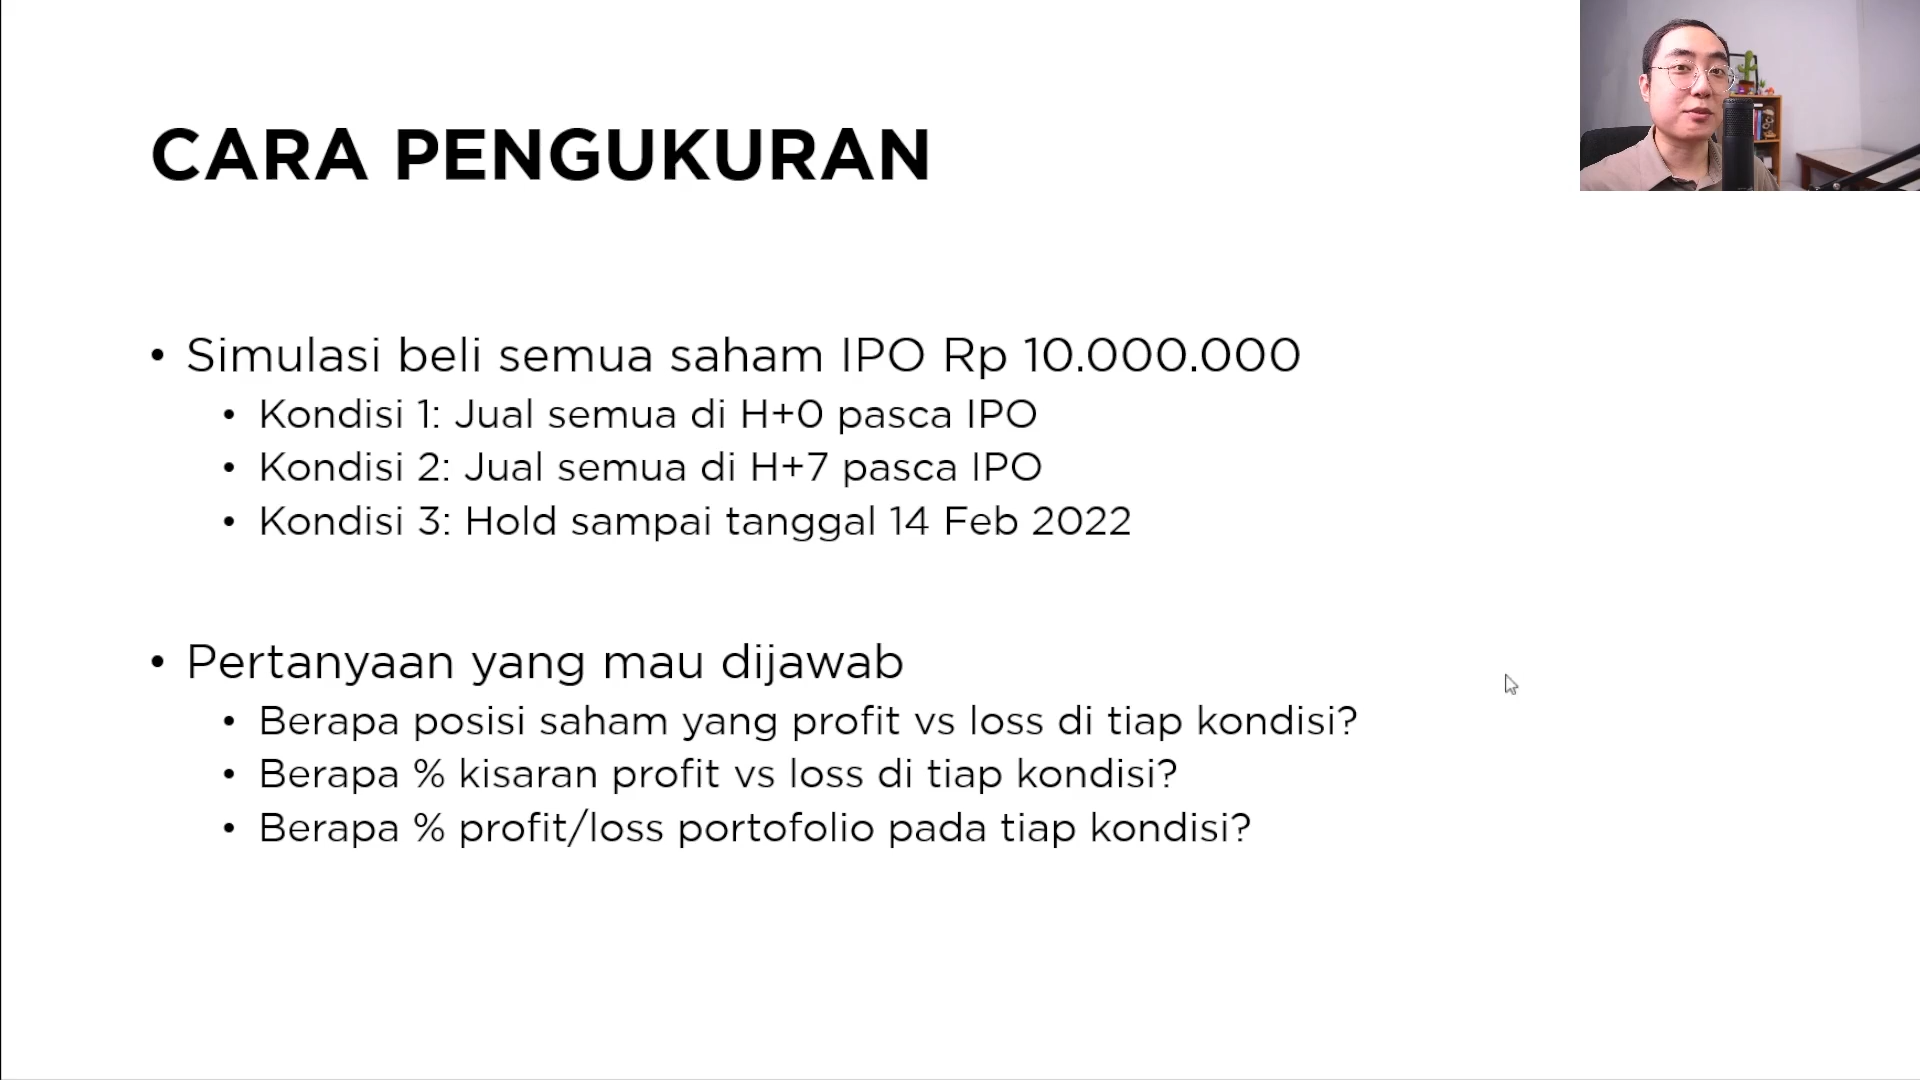 CARA PENGUKURAN
• Simulasi beli semua saham IPO Rp 10.000.000
• Kondisi 1: Jual semua di H+0 pasca IPO
• Kondisi 2: Jual semua di H+7 pasca IPO
• Kondisi 3: Hold sampai tanggal 14 Feb 2022
• Pertanyaan yang mau dijawab
• Berapa posisi saham yang profit vs loss di tiap kondisi?
• Berapa % kisaran profit vs loss di tiap kondisi?
• Berapa % profit/loss portofolio pada tiap kondisi?